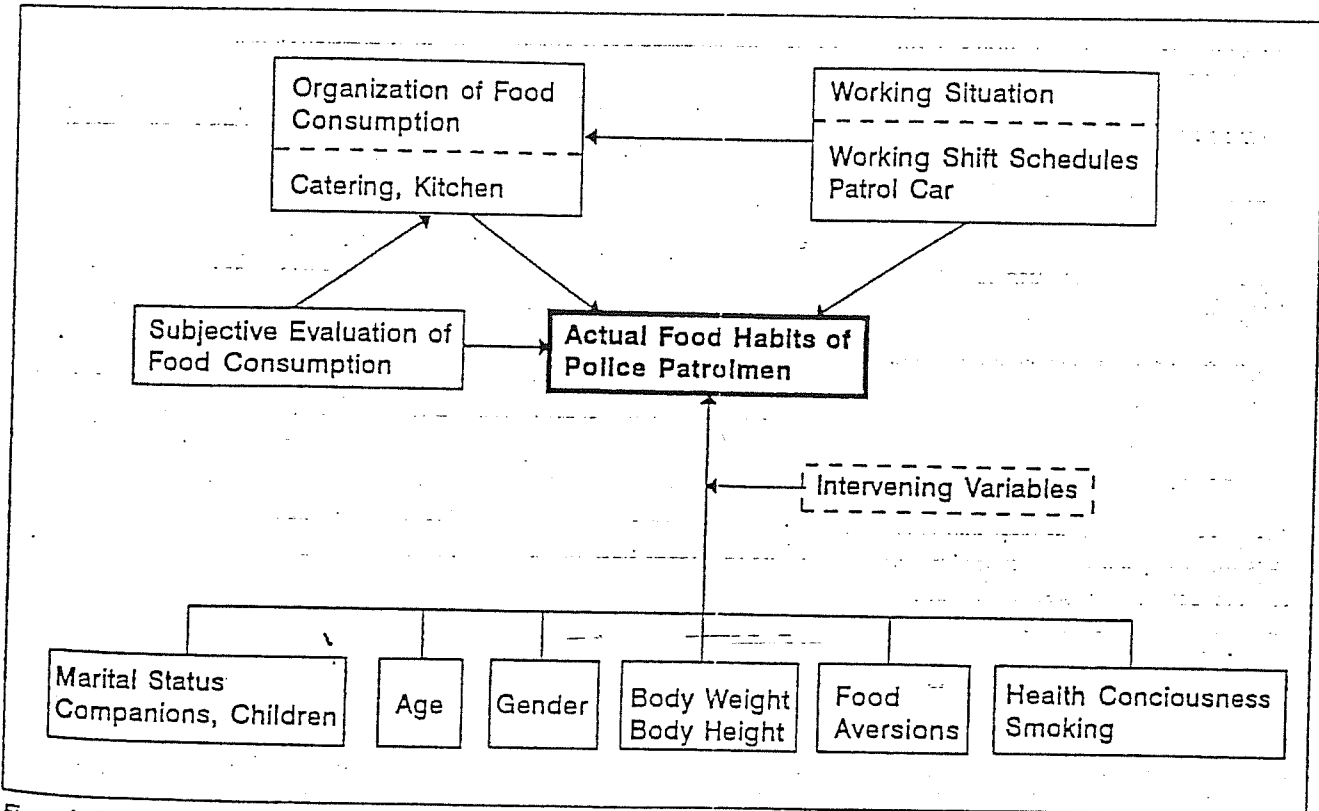 Organization of Food
Consumption
Catering, Kitchen
Working Situation
Working Shift Schedules
Patrol Car
Subjective Evaluation of
Food Consumption
Actual Food Habits of
Police Patrolmen
Intervening Variables
Marital Status
Companions, Children
Age
Gender
Body Weight
Body Height
Food
Aversions
Health Conciousness
Smoking